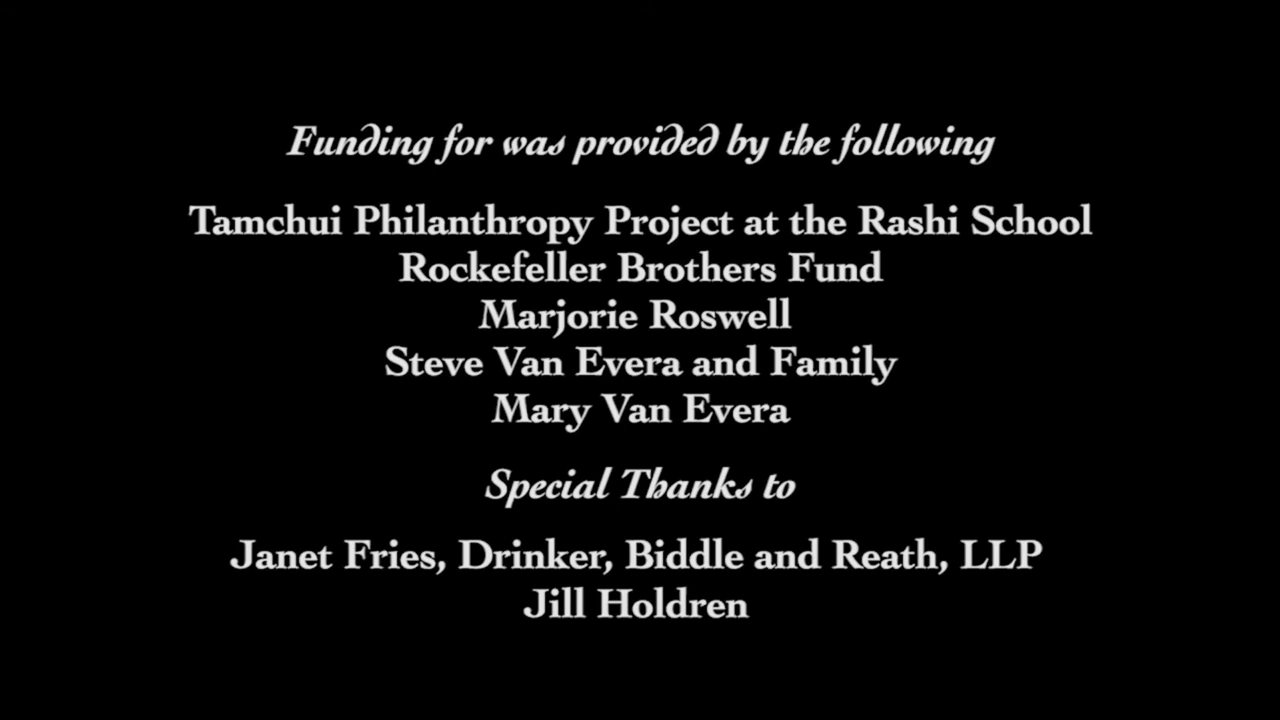 Funding for was provided by the following
Tamchui Philanthropy Project at the Rashi School
Rockefeller Brothers Fund
Marjorie Roswell
Steve Van Evera and Family
Mary Van Evera
Special Thanks to
Janet Fries, Drinker, Biddle and Reath, LLP
Jill Holdren